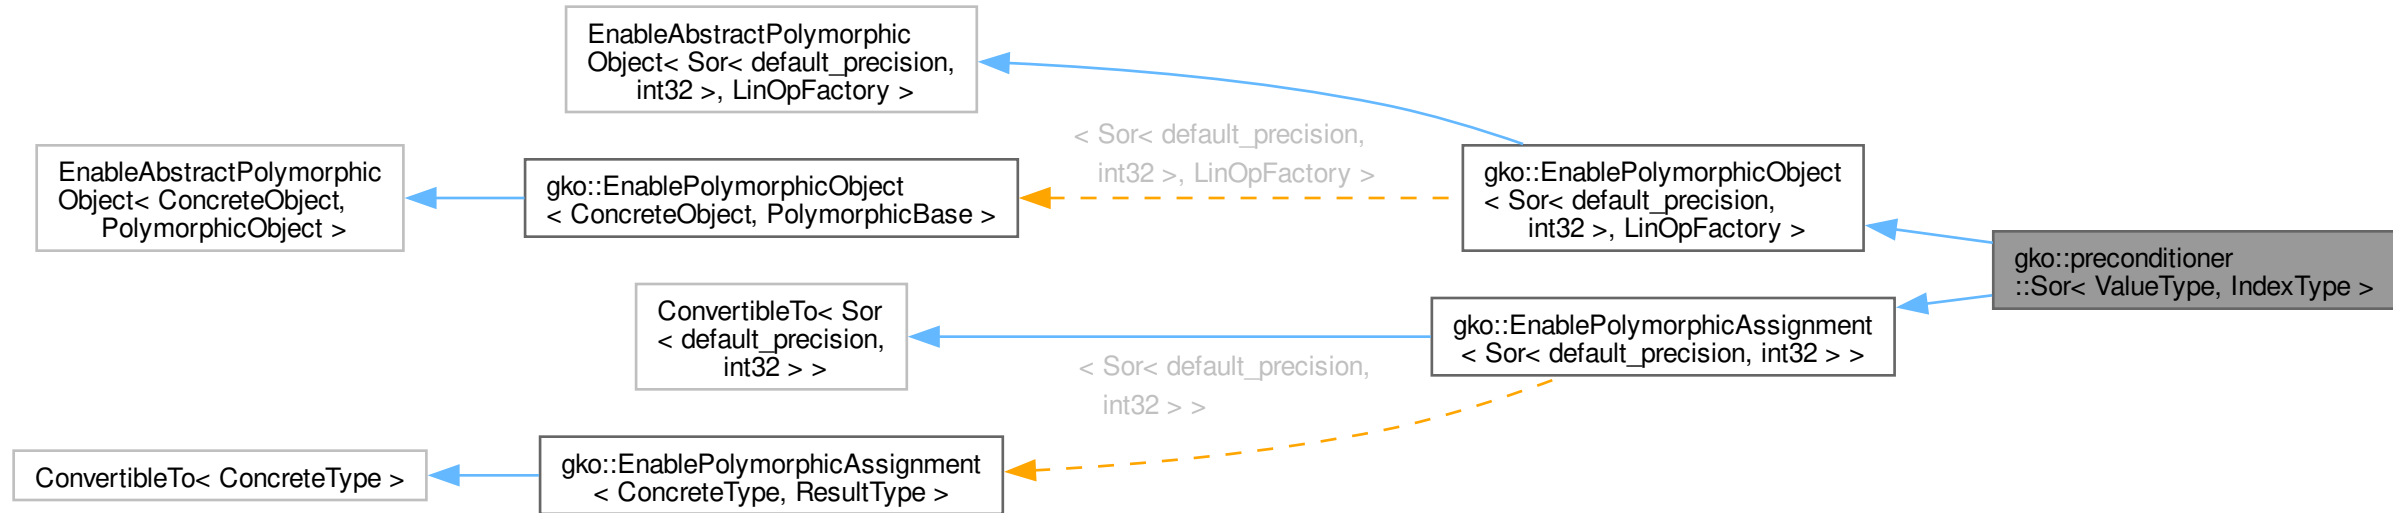 EnableAbstractPolymorphic
Object< Sor< default_precision,
int32 >, LinOpFactory >
< Sor< default_precision,
int32 >, LinOpFactory >
EnableAbstractPolymorphic
Object< ConcreteObject,
PolymorphicObject >
gko::EnablePolymorphicObject
< ConcreteObject, PolymorphicBase >
gko::EnablePolymorphicObject
< Sor< default_precision,
int32 >, LinOpFactory >
gko::preconditioner
::Sor< ValueType, IndexType >
ConvertibleTo< Sor
< default_precision,
int32 > >
gko::EnablePolymorphicAssignment
< Sor< default_precision, int32 > >
< Sor< default_precision,
int32 > >
ConvertibleTo< ConcreteType >
gko::EnablePolymorphicAssignment
< ConcreteType, ResultType >